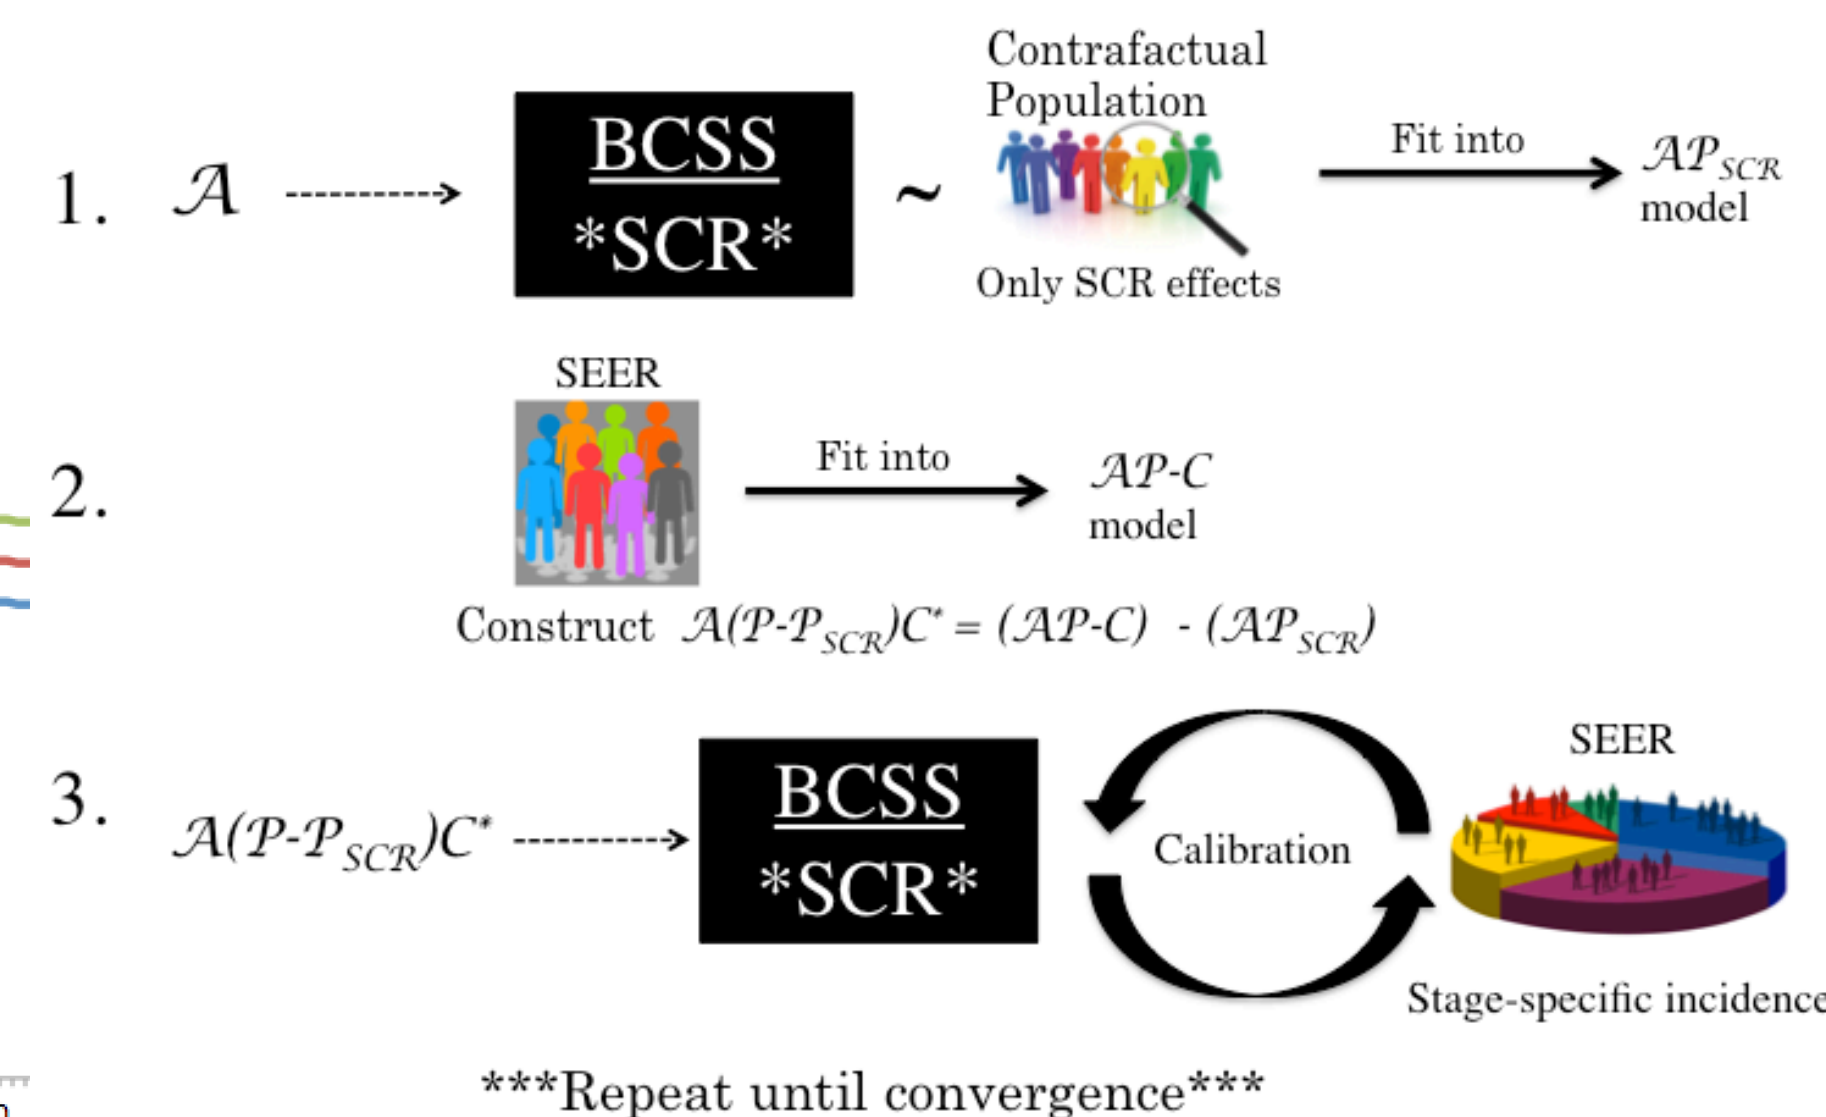 Contrafactual
Population
1. 𝒜 BCSS ~ Fit into 𝒜𝒫SCR
*SCR* model
Only SCR effects
SEER
2. Fit into 𝒜𝒫-C
model
Construct 𝒜(𝒫-𝒫SCR)C* = (𝒜𝒫-C) - (𝒜𝒫SCR)
SEER
3. 𝒜(𝒫-𝒫SCR)C* BCSS
*SCR*
Calibration
Stage-specific incidence
***Repeat until convergence***